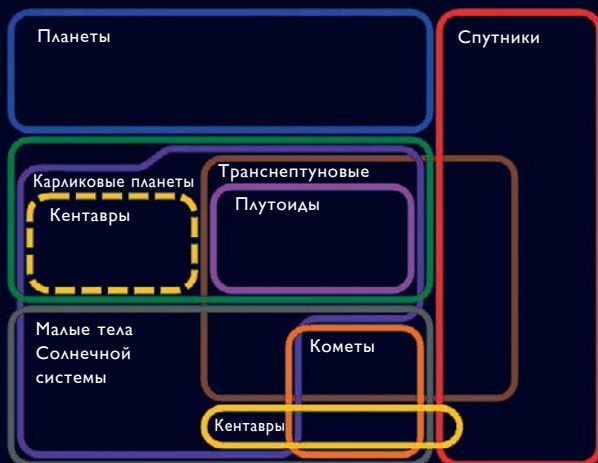 Планеты
Спутники
Транснептуновые
Карликовые планеты
Плутоиды
Кентавры
Малые тела
Солнечной
системы
Кометы
Кентавры